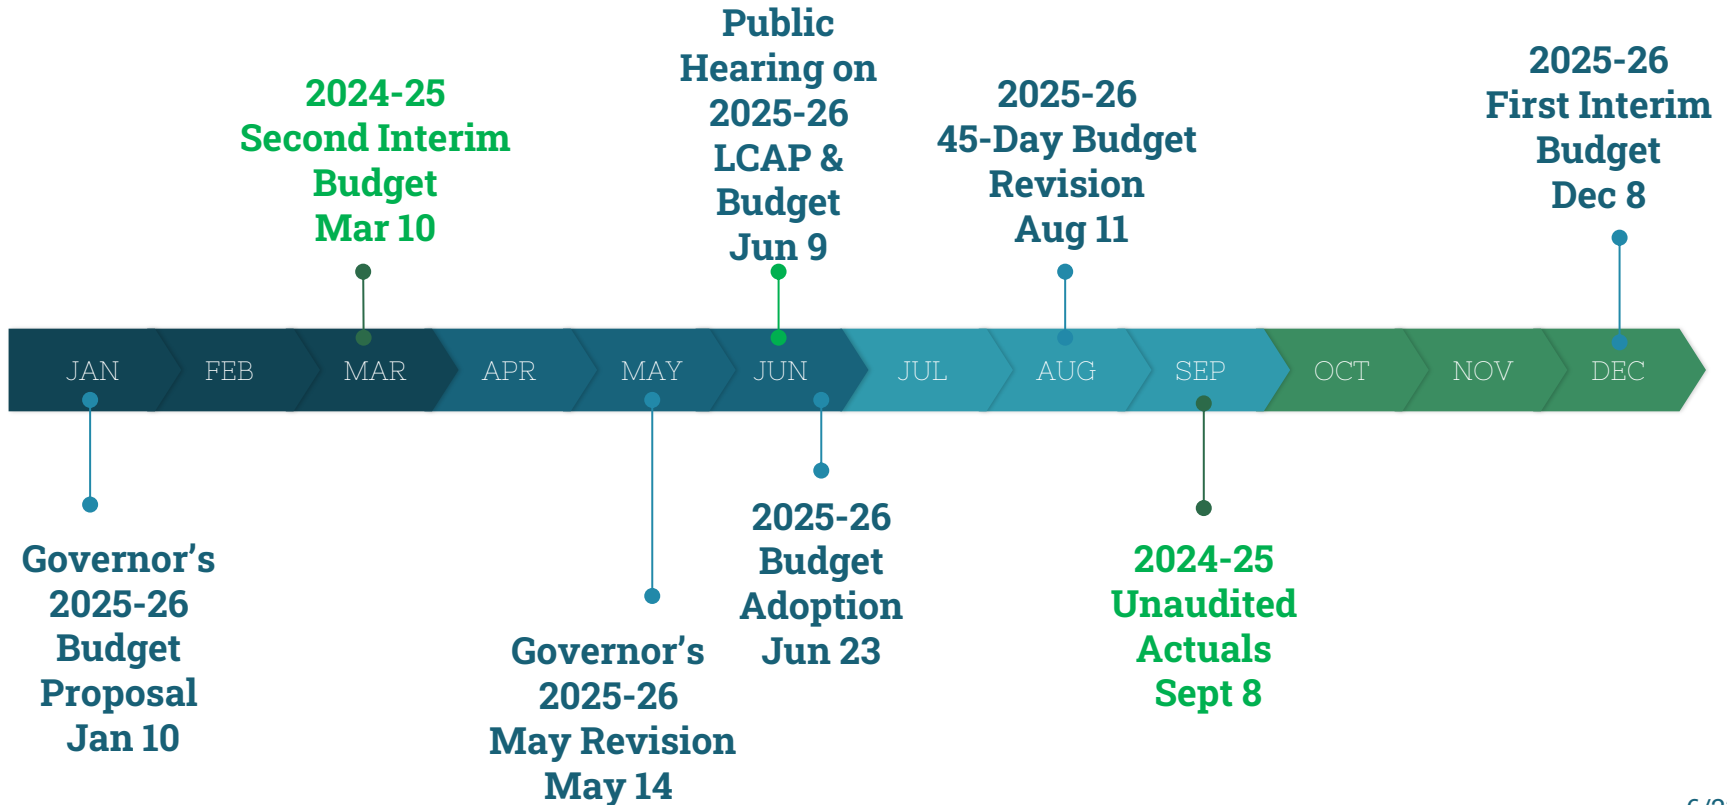 Public
Hearing on
2025-26
LCAP &
Budget
Jun 9
2024-25
Second Interim
Budget
Mar 10
2025-26
45-Day Budget
Revision
Aug 11
2025-26
First Interim
Budget
Dec 8
JAN
FEB
MAR
APR
MAY
JUN
JUL
AUG
SEP
OCT
NOV
DEC
Governor’s
2025-26
Budget
Proposal
Jan 10
Governor’s
2025-26
May Revision
May 14
2025-26
Budget
Adoption
Jun 23
2024-25
Unaudited
Actuals
Sept 8